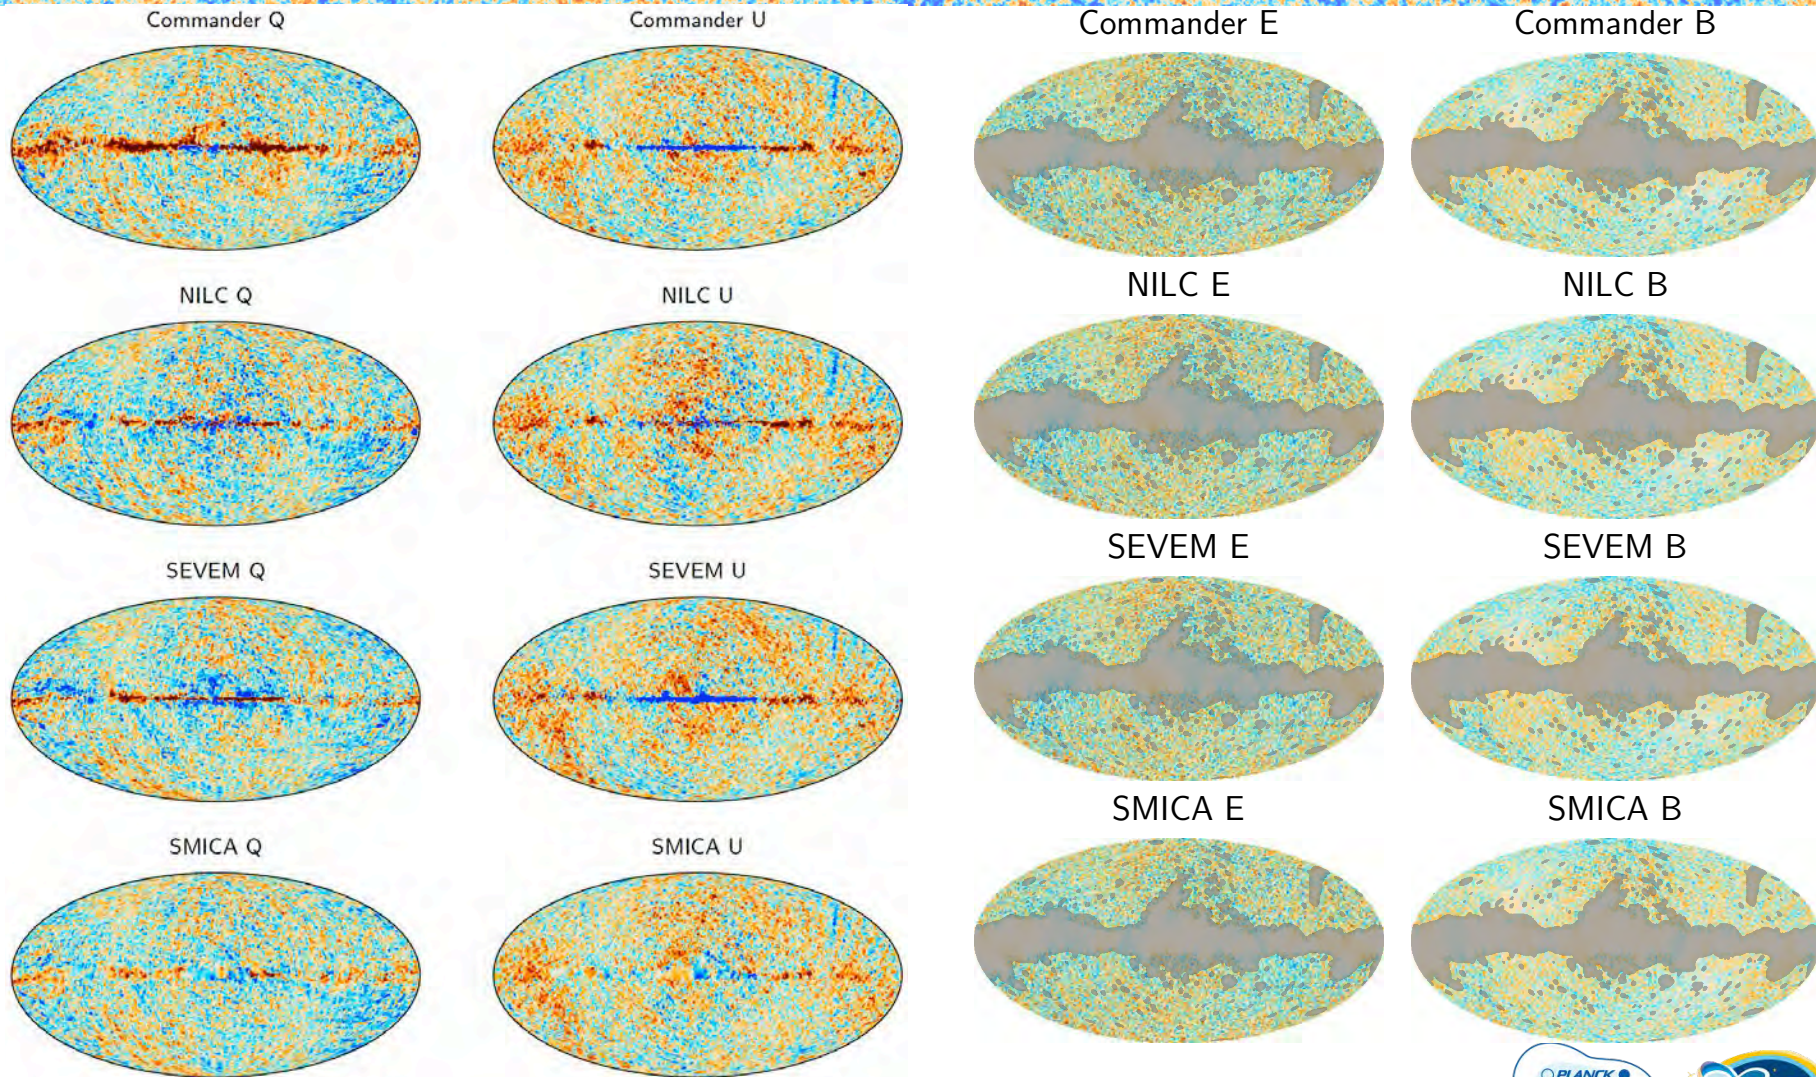 Commander Q
Commander U
Commander E
Commander B
NILC Q
NILC U
NILC E
NILC B
SEVEM Q
SEVEM U
SEVEM E
SEVEM B
SMICA Q
SMICA U
SMICA E
SMICA B
PLANCK